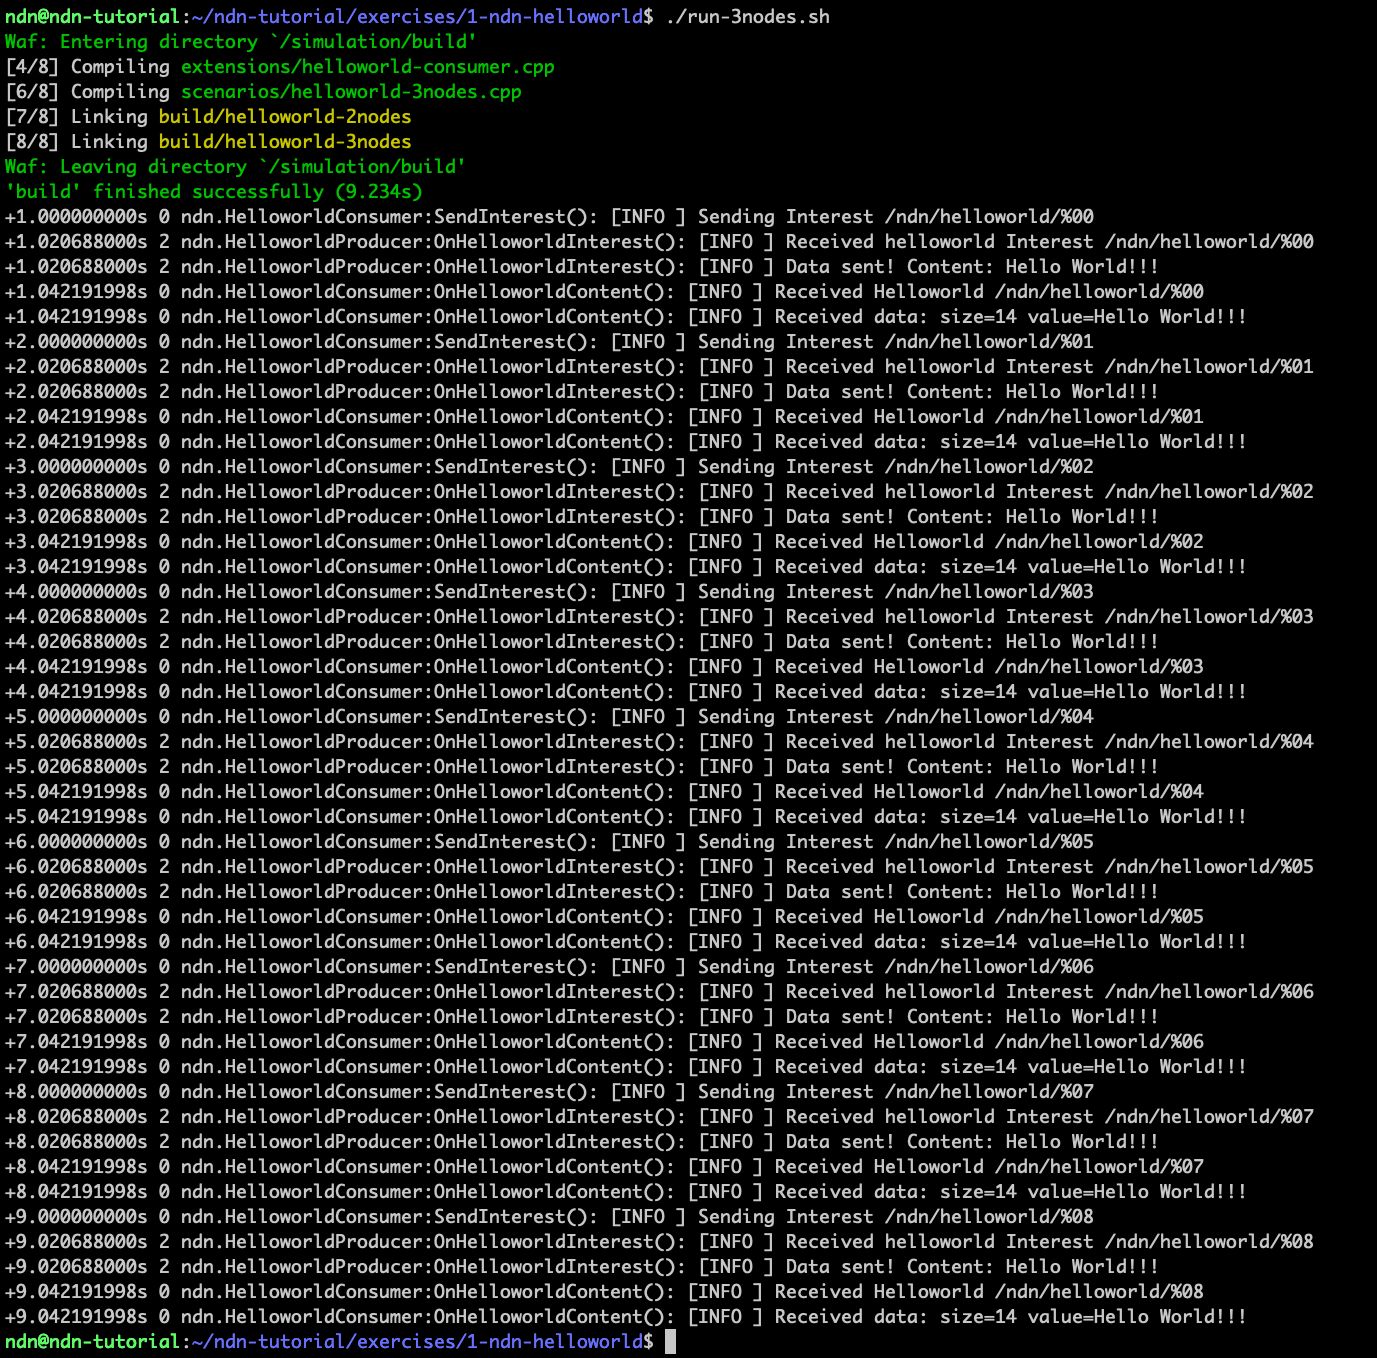 ndn@ndn-tutorial:~/ndn-tutorial/exercises/1-ndn-helloworld$ ./run-3nodes.sh
Waf: Entering directory `/simulation/build'
[4/8] Compiling extensions/helloworld-consumer.cpp
[6/8] Compiling scenarios/helloworld-3nodes.cpp
[7/8] Linking build/helloworld-2nodes
[8/8] Linking build/helloworld-3nodes
Waf: Leaving directory `/simulation/build'
'build' finished successfully (9.234s)
+1.000000000s 0 ndn.HelloworldConsumer:SendInterest(): [INFO ] Sending Interest /ndn/helloworld/%00
+1.020688000s 2 ndn.HelloworldProducer:OnHelloworldInterest(): [INFO ] Received helloworld Interest /ndn/helloworld/%00
+1.020688000s 2 ndn.HelloworldProducer:OnHelloworldInterest(): [INFO ] Data sent! Content: Hello World!!!
+1.042191998s 0 ndn.HelloworldConsumer:OnHelloworldContent(): [INFO ] Received Helloworld /ndn/helloworld/%00
+1.042191998s 0 ndn.HelloworldConsumer:OnHelloworldContent(): [INFO ] Received data: size=14 value=Hello World!!!
+2.000000000s 0 ndn.HelloworldConsumer:SendInterest(): [INFO ] Sending Interest /ndn/helloworld/%01
+2.020688000s 2 ndn.HelloworldProducer:OnHelloworldInterest(): [INFO ] Received helloworld Interest /ndn/helloworld/%01
+2.020688000s 2 ndn.HelloworldProducer:OnHelloworldInterest(): [INFO ] Data sent! Content: Hello World!!!
+2.042191998s 0 ndn.HelloworldConsumer:OnHelloworldContent(): [INFO ] Received Helloworld /ndn/helloworld/%01
+2.042191998s 0 ndn.HelloworldConsumer:OnHelloworldContent(): [INFO ] Received data: size=14 value=Hello World!!!
+3.000000000s 0 ndn.HelloworldConsumer:SendInterest(): [INFO ] Sending Interest /ndn/helloworld/%02
+3.020688000s 2 ndn.HelloworldProducer:OnHelloworldInterest(): [INFO ] Received helloworld Interest /ndn/helloworld/%02
+3.020688000s 2 ndn.HelloworldProducer:OnHelloworldInterest(): [INFO ] Data sent! Content: Hello World!!!
+3.042191998s 0 ndn.HelloworldConsumer:OnHelloworldContent(): [INFO ] Received Helloworld /ndn/helloworld/%02
+3.042191998s 0 ndn.HelloworldConsumer:OnHelloworldContent(): [INFO ] Received data: size=14 value=Hello World!!!
+4.000000000s 0 ndn.HelloworldConsumer:SendInterest(): [INFO ] Sending Interest /ndn/helloworld/%03
+4.020688000s 2 ndn.HelloworldProducer:OnHelloworldInterest(): [INFO ] Received helloworld Interest /ndn/helloworld/%03
+4.020688000s 2 ndn.HelloworldProducer:OnHelloworldInterest(): [INFO ] Data sent! Content: Hello World!!!
+4.042191998s 0 ndn.HelloworldConsumer:OnHelloworldContent(): [INFO ] Received Helloworld /ndn/helloworld/%03
+4.042191998s 0 ndn.HelloworldConsumer:OnHelloworldContent(): [INFO ] Received data: size=14 value=Hello World!!!
+5.000000000s 0 ndn.HelloworldConsumer:SendInterest(): [INFO ] Sending Interest /ndn/helloworld/%04
+5.020688000s 2 ndn.HelloworldProducer:OnHelloworldInterest(): [INFO ] Received helloworld Interest /ndn/helloworld/%04
+5.020688000s 2 ndn.HelloworldProducer:OnHelloworldInterest(): [INFO ] Data sent! Content: Hello World!!!
+5.042191998s 0 ndn.HelloworldConsumer:OnHelloworldContent(): [INFO ] Received Helloworld /ndn/helloworld/%04
+5.042191998s 0 ndn.HelloworldConsumer:OnHelloworldContent(): [INFO ] Received data: size=14 value=Hello World!!!
+6.000000000s 0 ndn.HelloworldConsumer:SendInterest(): [INFO ] Sending Interest /ndn/helloworld/%05
+6.020688000s 2 ndn.HelloworldProducer:OnHelloworldInterest(): [INFO ] Received helloworld Interest /ndn/helloworld/%05
+6.020688000s 2 ndn.HelloworldProducer:OnHelloworldInterest(): [INFO ] Data sent! Content: Hello World!!!
+6.042191998s 0 ndn.HelloworldConsumer:OnHelloworldContent(): [INFO ] Received Helloworld /ndn/helloworld/%05
+6.042191998s 0 ndn.HelloworldConsumer:OnHelloworldContent(): [INFO ] Received data: size=14 value=Hello World!!!
+7.000000000s 0 ndn.HelloworldConsumer:SendInterest(): [INFO ] Sending Interest /ndn/helloworld/%06
+7.020688000s 2 ndn.HelloworldProducer:OnHelloworldInterest(): [INFO ] Received helloworld Interest /ndn/helloworld/%06
+7.020688000s 2 ndn.HelloworldProducer:OnHelloworldInterest(): [INFO ] Data sent! Content: Hello World!!!
+7.042191998s 0 ndn.HelloworldConsumer:OnHelloworldContent(): [INFO ] Received Helloworld /ndn/helloworld/%06
+7.042191998s 0 ndn.HelloworldConsumer:OnHelloworldContent(): [INFO ] Received data: size=14 value=Hello World!!!
+8.000000000s 0 ndn.HelloworldConsumer:SendInterest(): [INFO ] Sending Interest /ndn/helloworld/%07
+8.020688000s 2 ndn.HelloworldProducer:OnHelloworldInterest(): [INFO ] Received helloworld Interest /ndn/helloworld/%07
+8.020688000s 2 ndn.HelloworldProducer:OnHelloworldInterest(): [INFO ] Data sent! Content: Hello World!!!
+8.042191998s 0 ndn.HelloworldConsumer:OnHelloworldContent(): [INFO ] Received Helloworld /ndn/helloworld/%07
+8.042191998s 0 ndn.HelloworldConsumer:OnHelloworldContent(): [INFO ] Received data: size=14 value=Hello World!!!
+9.000000000s 0 ndn.HelloworldConsumer:SendInterest(): [INFO ] Sending Interest /ndn/helloworld/%08
+9.020688000s 2 ndn.HelloworldProducer:OnHelloworldInterest(): [INFO ] Received helloworld Interest /ndn/helloworld/%08
+9.020688000s 2 ndn.HelloworldProducer:OnHelloworldInterest(): [INFO ] Data sent! Content: Hello World!!!
+9.042191998s 0 ndn.HelloworldConsumer:OnHelloworldContent(): [INFO ] Received Helloworld /ndn/helloworld/%08
+9.042191998s 0 ndn.HelloworldConsumer:OnHelloworldContent(): [INFO ] Received data: size=14 value=Hello World!!!
ndn@ndn-tutorial:~/ndn-tutorial/exercises/1-ndn-helloworld$